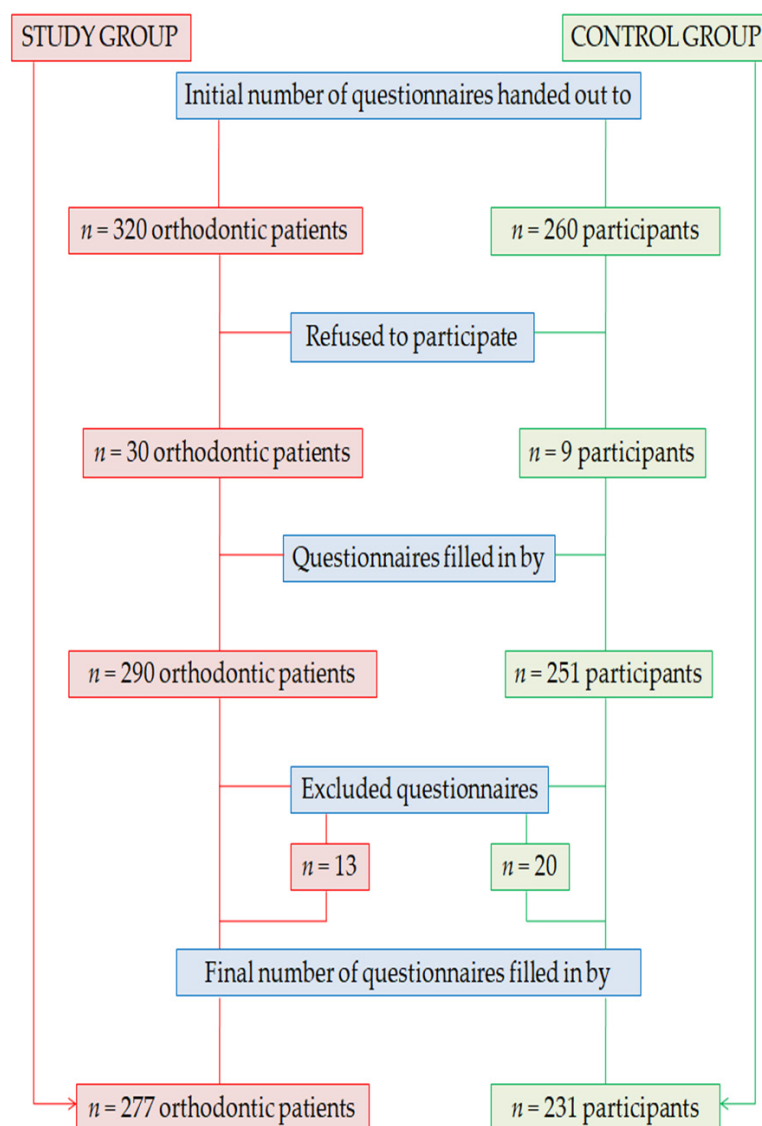 STUDY GROUP
CONTROL GROUP
Initial number of questionnaires handed out to
n = 320 orthodontic patients
n = 260 participants
Refused to participate
n = 30 orthodontic patients
n = 9 participants
Questionnaires filled in by
n = 290 orthodontic patients
n = 251 participants
Excluded questionnaires
n = 13
n = 20
Final number of questionnaires filled in by
n = 277 orthodontic patients
n = 231 participants